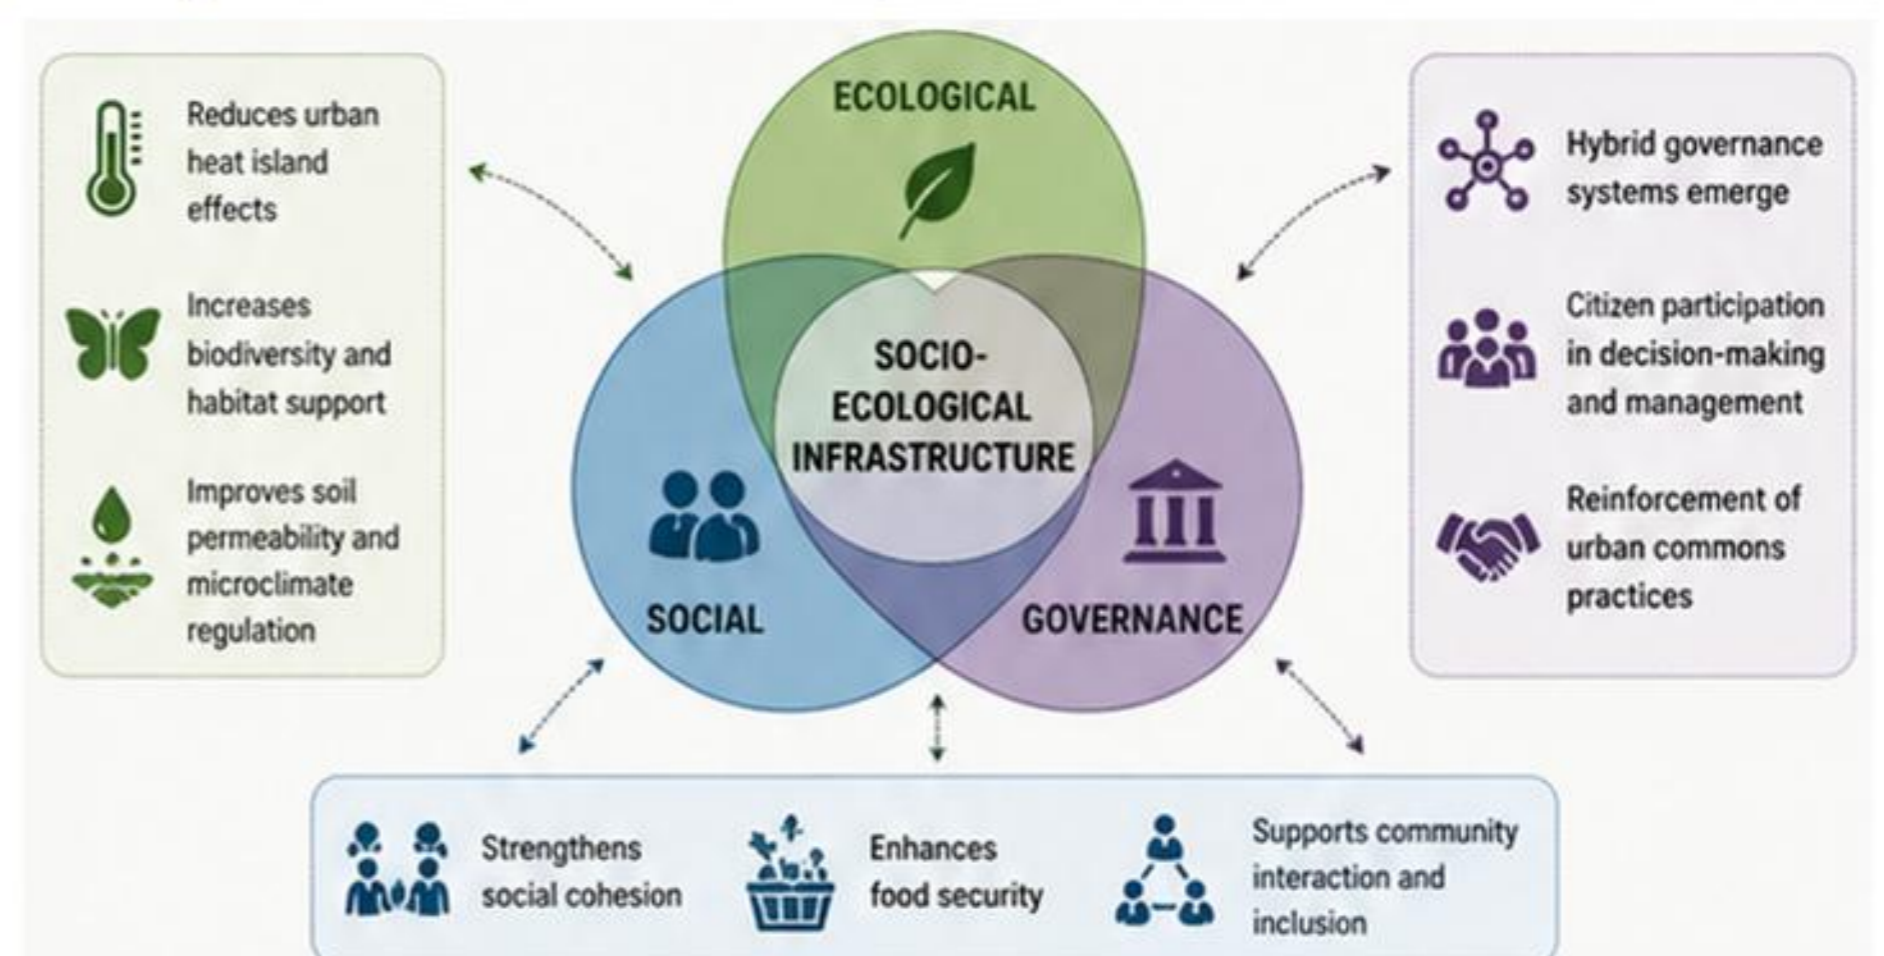 Reduces urban
heat island
effects
Increases
biodiversity and
habitat support
Improves soil
permeability and
microclimate
regulation
ECOLOGICAL
SOCIO-
ECOLOGICAL
INFRASTRUCTURE
SOCIAL
GOVERNANCE
Hybrid governance
systems emerge
Citizen participation
in decision-making
and management
Reinforcement of
urban commons
practices
Strengthens
social cohesion
Enhances
food security
Supports community
interaction and
inclusion